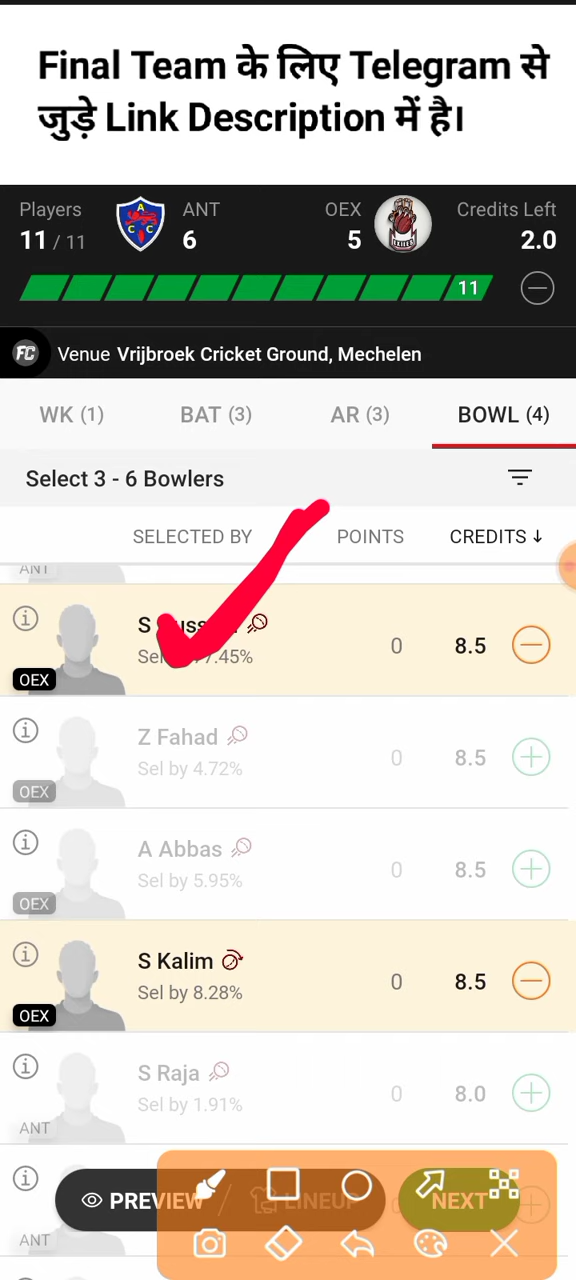 Final Team के लिए Telegram से
जुड़े Link Description में है।
Players ANT OEX Credits Left
11 / 11 6 5 2.0
11
FC Venue Vrijbroek Cricket Ground, Mechelen
WK (1) BAT (3) AR (3) BOWL (4)
Select 3 - 6 Bowlers
SELECTED BY POINTS CREDITS ↓
ANT
S
0 8.5
OEX
Z Fahad
Sel by 4.72%
0 8.5
OEX
A Abbas
Sel by 5.95%
0 8.5
OEX
S Kalim
Sel by 8.28%
0 8.5
OEX
S Raja
Sel by 1.91%
0 8.0
ANT
PREVIEW LINEUP NEXT
ANT